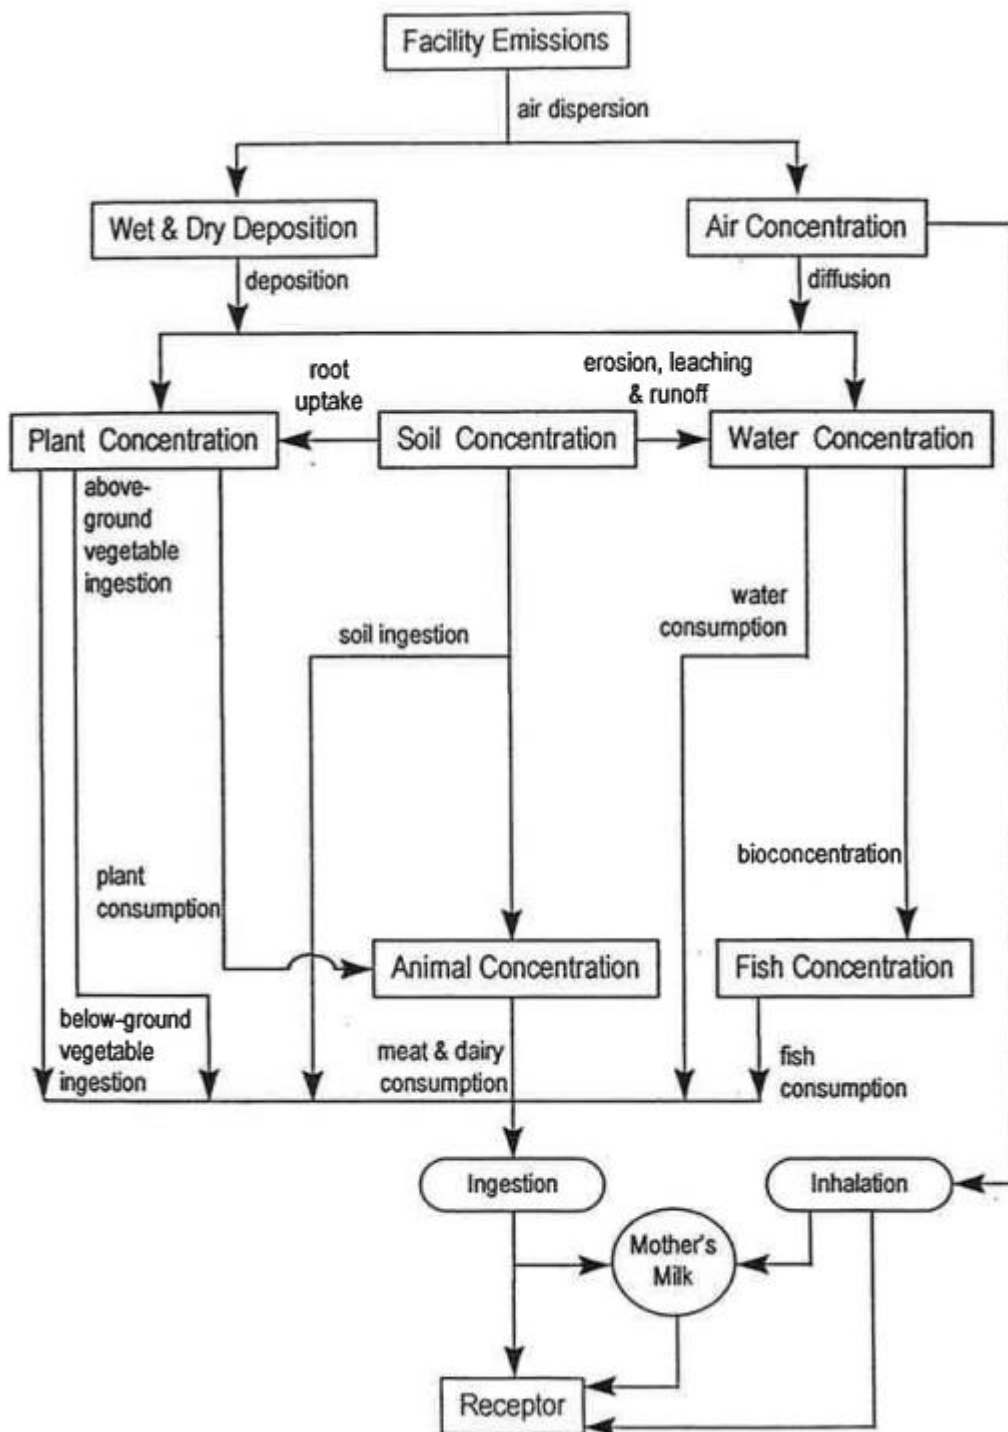 Facility Emissions
air dispersion
Wet & Dry Deposition
Air Concentration
deposition
diffusion
root
uptake
erosion, leaching
& runoff
Plant Concentration
Soil Concentration
Water Concentration
above-
ground
vegetable
ingestion
soil ingestion
water
consumption
plant
consumption
bioconcentration
Animal Concentration
Fish Concentration
below-ground
vegetable
ingestion
meat & dairy
consumption
fish
consumption
Ingestion
Inhalation
Mother's
Milk
Receptor